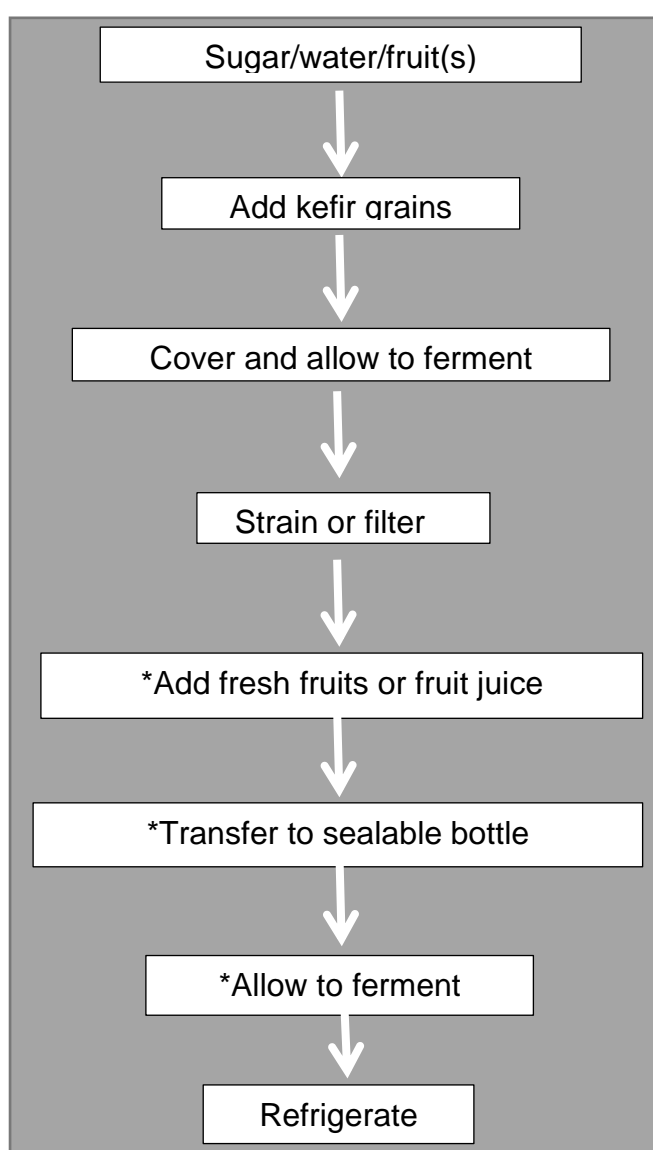 Sugar/water/fruit(s)
Add kefir grains
Cover and allow to ferment
Strain or filter
*Add fresh fruits or fruit juice
*Transfer to sealable bottle
*Allow to ferment
Refrigerate